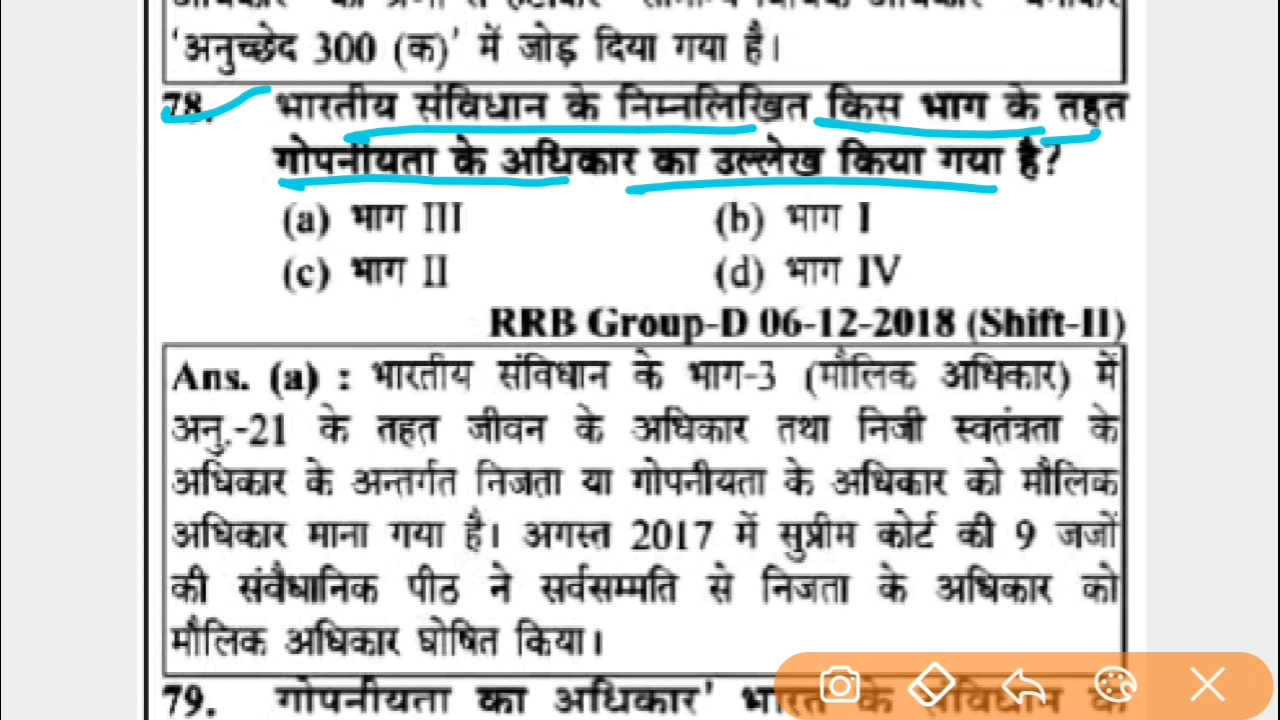 'अनुच्छेद 300 (क)' में जोड़ दिया गया है।
78. भारतीय संविधान के निम्नलिखित किस भाग के तहत
गोपनीयता के अधिकार का उल्लेख किया गया है?
(a) भाग III (b) भाग I
(c) भाग II (d) भाग IV
RRB Group-D 06-12-2018 (Shift-II)
Ans. (a) : भारतीय संविधान के भाग-3 (मौलिक अधिकार) में
अनु.-21 के तहत जीवन के अधिकार तथा निजी स्वतंत्रता के
अधिकार के अन्तर्गत निजता या गोपनीयता के अधिकार को मौलिक
अधिकार माना गया है। अगस्त 2017 में सुप्रीम कोर्ट की 9 जजों
की संवैधानिक पीठ ने सर्वसम्मति से निजता के अधिकार को
मौलिक अधिकार घोषित किया।
79. गोपनीयता का अधिकार' भारत के संविधान